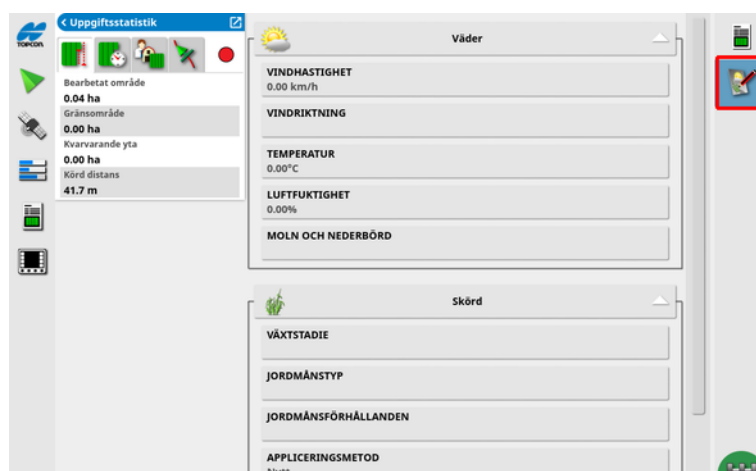 TOPCON
Uppgiftsstatistik
Bearbetat område
0.04 ha
Gränsområde
0.00 ha
Kvarvarande yta
0.00 ha
Körd distans
41.7 m
Väder
VINDHASTIGHET
0.00 km/h
VINDRIKTNING
TEMPERATUR
0.00°C
LUFTFUKTIGHET
0.00%
MOLN OCH NEDERBÖRD
Skörd
VÄXTSTADIE
JORDMÅNSTYP
JORDMÅNSFÖRHÅLLANDEN
APPLICERINGSMETOD